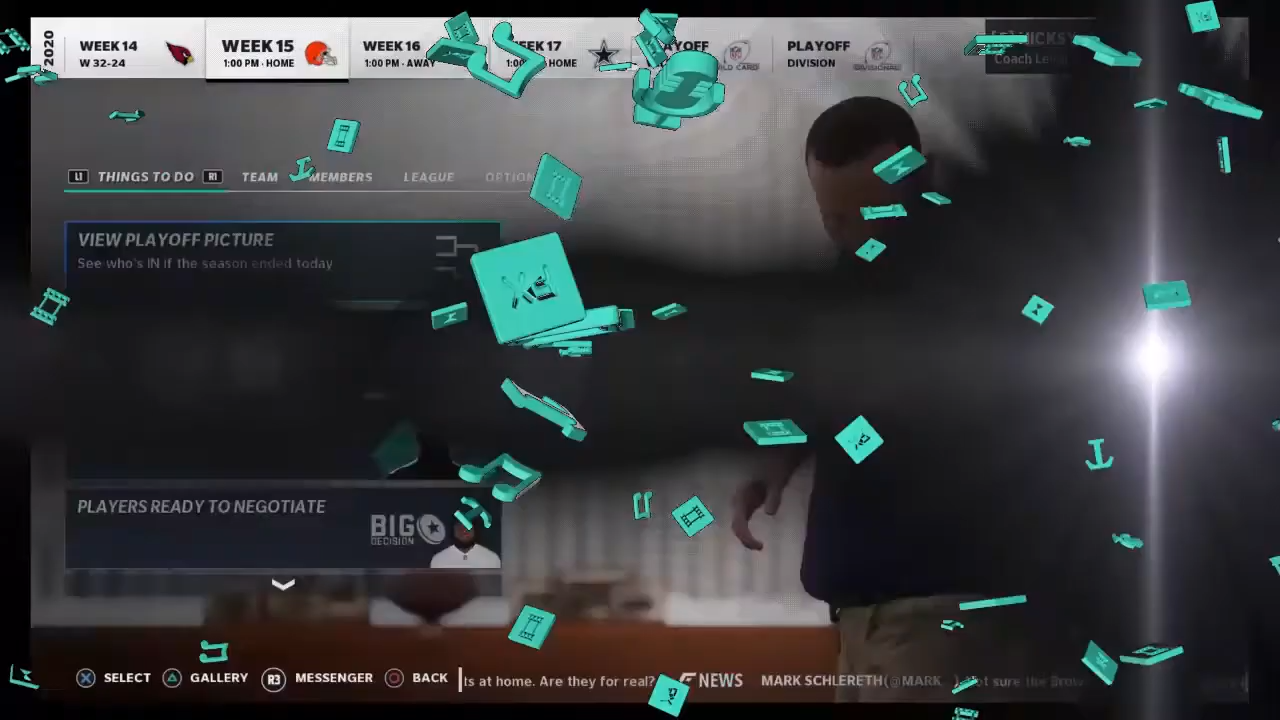 2020
WEEK 14
W 32-24
WEEK 15
1:00 PM · HOME
WEEK 16
1:00 PM · AWAY
PLAYOFF
DIVISION
Coach
L1 THINGS TO DO R1 TEAM MEMBERS LEAGUE
VIEW PLAYOFF PICTURE
See who's IN if the season ended today
PLAYERS READY TO NEGOTIATE
BIG
DECISION
SELECT GALLERY R3 MESSENGER BACK
ts at home. Are they for real? NEWS MARK SCHLERETH(@MARK